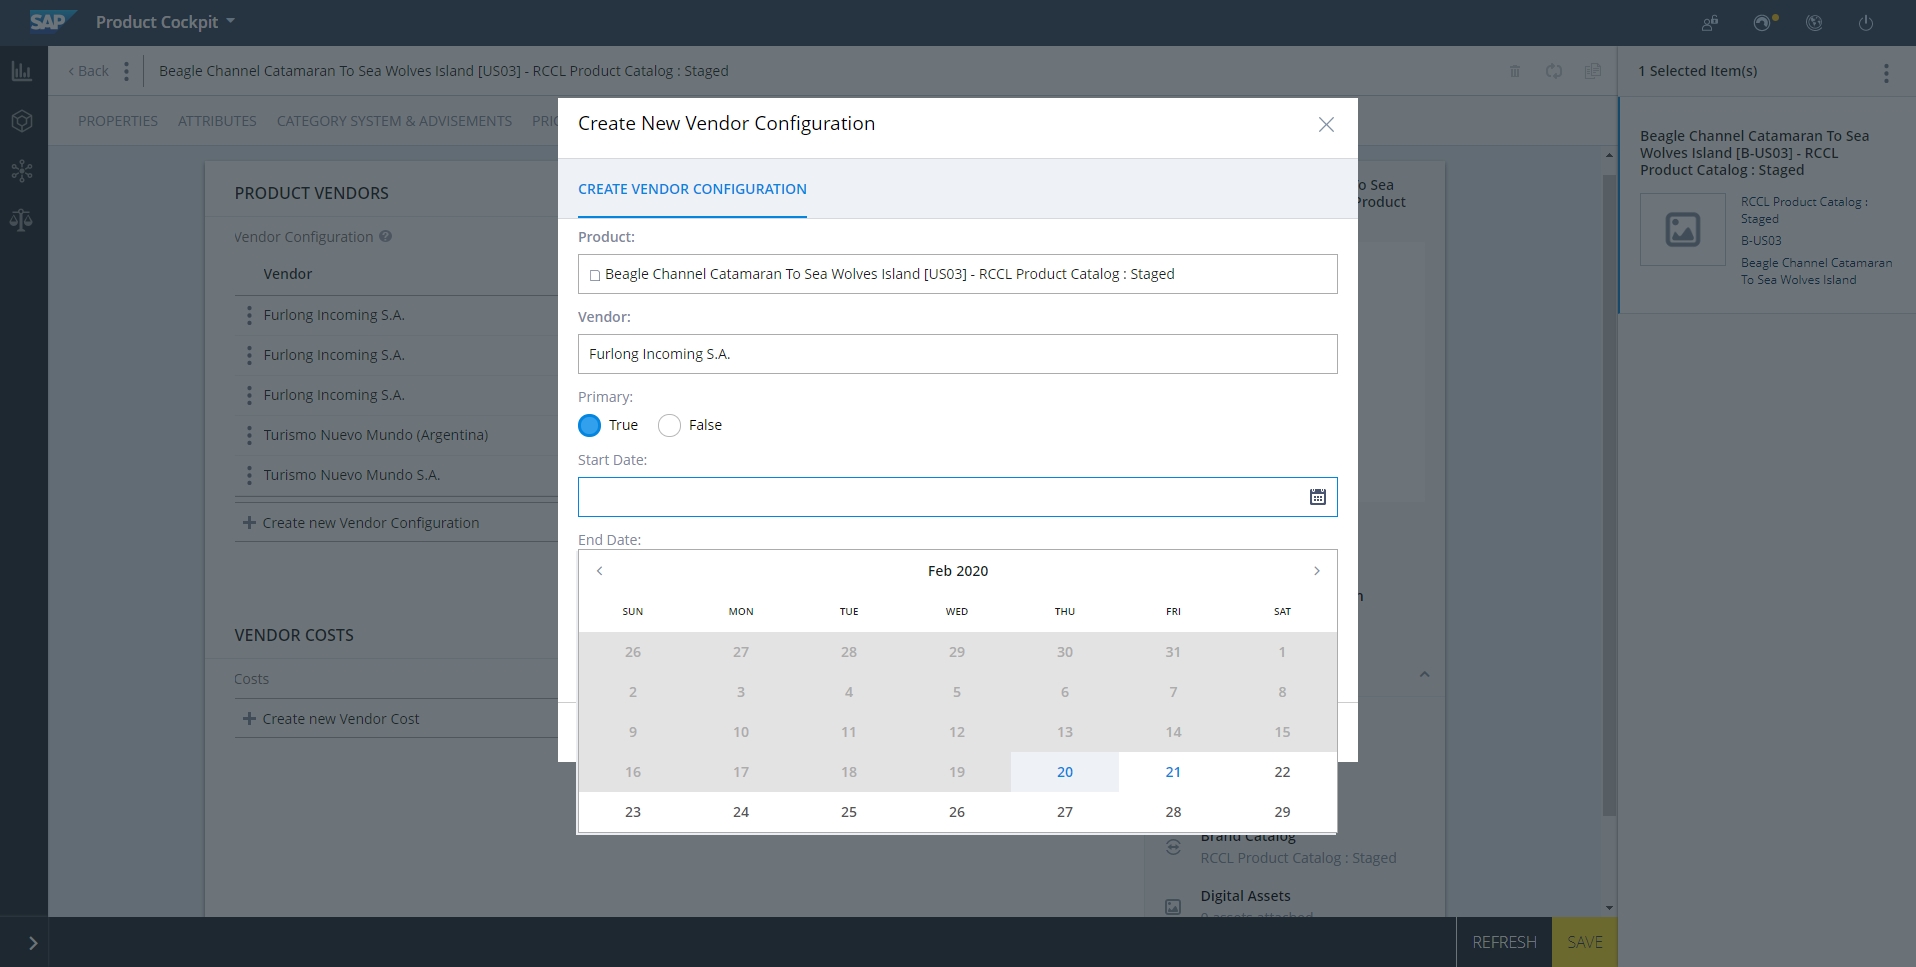 SAP Product Cockpit
Back
Beagle Channel Catamaran To Sea Wolves Island [US03] - RCCL Product Catalog : Staged
1 Selected Item(s)
PROPERTIES ATTRIBUTES CATEGORY SYSTEM & ADVISEMENTS
Create New Vendor Configuration
CREATE VENDOR CONFIGURATION
Product:
Beagle Channel Catamaran To Sea Wolves Island [US03] - RCCL Product Catalog : Staged
Vendor:
Furlong Incoming S.A.
Primary:
True False
Start Date:
End Date:
Feb 2020
SUN MON TUE WED THU FRI SAT
26 27 28 29 30 31 1
2 3 4 5 6 7 8
9 10 11 12 13 14 15
16 17 18 19 20 21 22
23 24 25 26 27 28 29
PRODUCT VENDORS
Vendor Configuration
Vendor
Furlong Incoming S.A.
Furlong Incoming S.A.
Furlong Incoming S.A.
Turismo Nuevo Mundo (Argentina)
Turismo Nuevo Mundo S.A.
Create new Vendor Configuration
VENDOR COSTS
Costs
Create new Vendor Cost
o Sea
Product
Brand Catalog
RCCL Product Catalog : Staged
Digital Assets
Beagle Channel Catamaran To Sea
Wolves Island [B-US03] - RCCL
Product Catalog : Staged
RCCL Product Catalog :
Staged
B-US03
Beagle Channel Catamaran
To Sea Wolves Island
REFRESH
SAVE